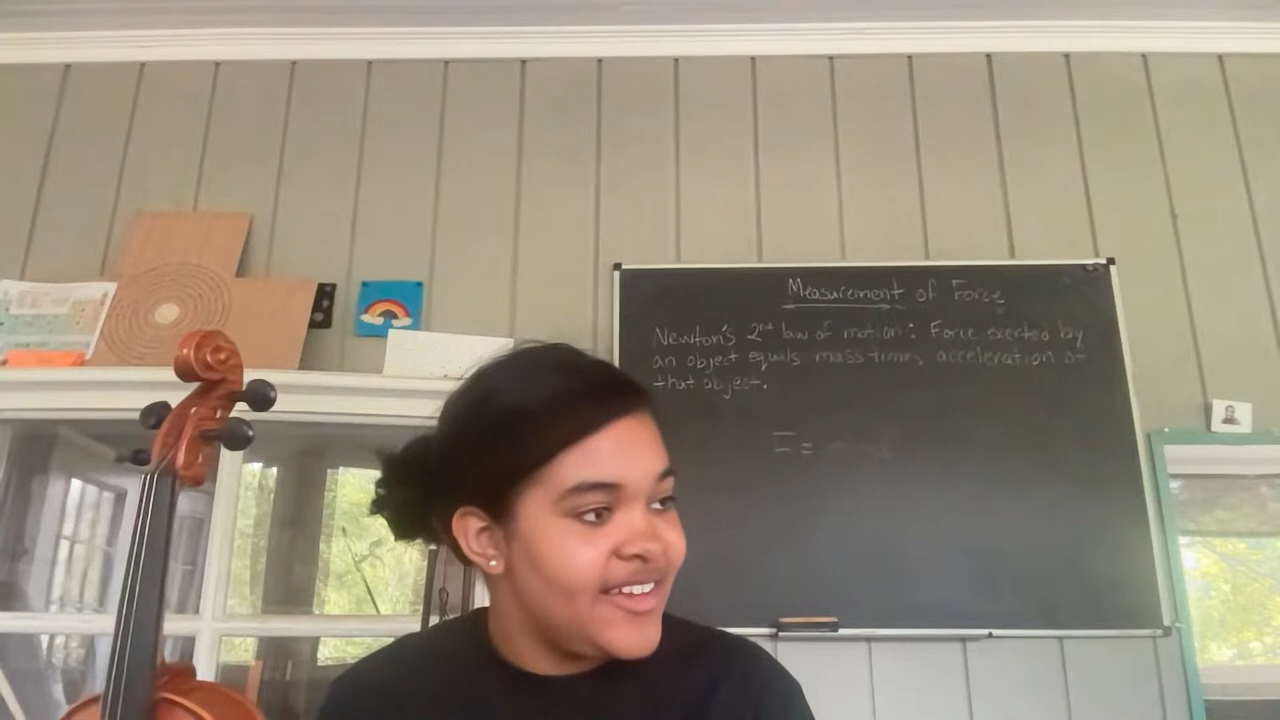 Measurement of Force
Newton's 2nd law of motion: Force exerted by
an object equals mass times acceleration of
that object.
F =